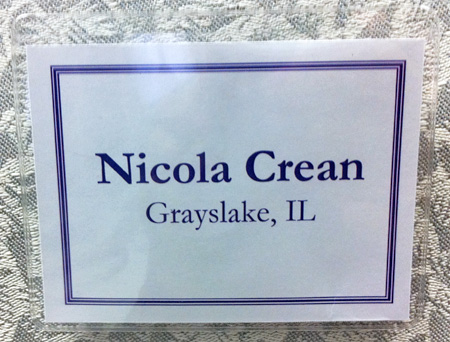 Nicola Crean
Grayslake, IL